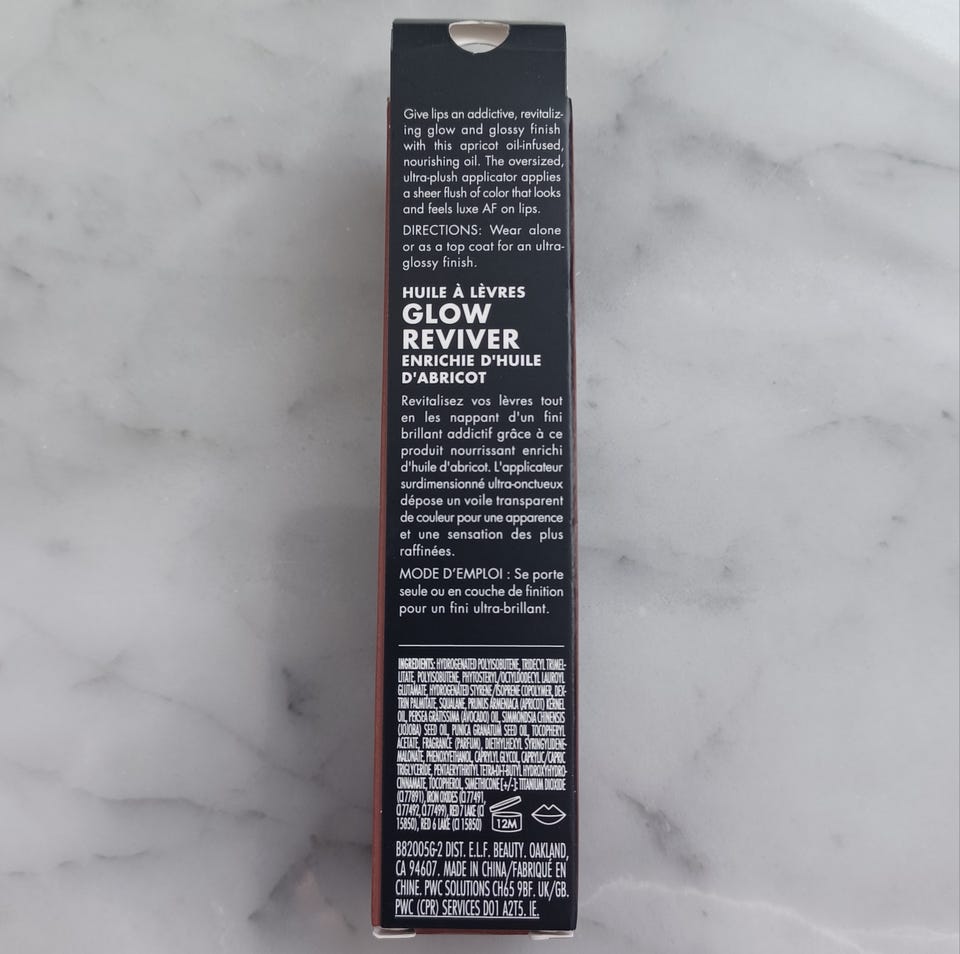 Give lips an addictive, revitaliz-
ing glow and glossy finish
with this apricot oil-infused,
nourishing oil. The oversized,
ultra-plush applicator applies
a sheer flush of color that looks
and feels luxe AF on lips.
DIRECTIONS: Wear alone
or as a top coat for an ultra-
glossy finish.
HUILE À LÈVRES
GLOW
REVIVER
ENRICHIE D'HUILE
D'ABRICOT
Revitalisez vos lèvres tout
en les nappant d'un fini
brillant addictif grâce à ce
produit nourrissant enrichi
d'huile d'abricot. L'applicateur
surdimensionné ultra-onctueux
dépose un voile transparent
de couleur pour une apparence
et une sensation des plus
raffinées.
MODE D'EMPLOI : Se porte
seule ou en couche de finition
pour un fini ultra-brillant.
INGREDIENTS: HYDROGENATED POLYISOBUTENE, TRIDECYL TRIMEL-
LITATE, POLYISOBUTENE, PHYTOSTERYL/OCTYLDODECYL LAUROYL
GLUTAMATE, HYDROGENATED STYRENE/ISOPRENE COPOLYMER, DEX-
TRIN PALMITATE, SQUALANE, PRUNUS ARMENIACA (APRICOT) KERNEL
OIL, PERSEA GRATISSIMA (AVOCADO) OIL, SIMMONDSIA CHINENSIS
(JOJOBA) SEED OIL, PUNICA GRANATUM SEED OIL, TOCOPHERYL
ACETATE, FRAGRANCE (PARFUM), DIETHYLHEXYL SYRINGYLIDENE-
MALONATE, PHENOXYETHANOL, CAPRYLYL GLYCOL, CAPRYLIC/CAPRIC
TRIGLYCERIDE, PENTAERYTHRITYL TETRA-DI-T-BUTYL HYDROXYHYDRO-
CINNAMATE, TOCOPHEROL, SIMETHICONE [+/-]: TITANIUM DIOXIDE
(CI 77891), IRON OXIDES (CI 77491,
CI 77492, CI 77499), RED 7 LAKE (CI
15850), RED 6 LAKE (CI 15850)
12M
B82005G-2 DIST. E.L.F. BEAUTY. OAKLAND,
CA 94607. MADE IN CHINA/FABRIQUÉ EN
CHINE. PWC SOLUTIONS CH65 9BF. UK/GB.
PWC (CPR) SERVICES D01 A2T5. IE.